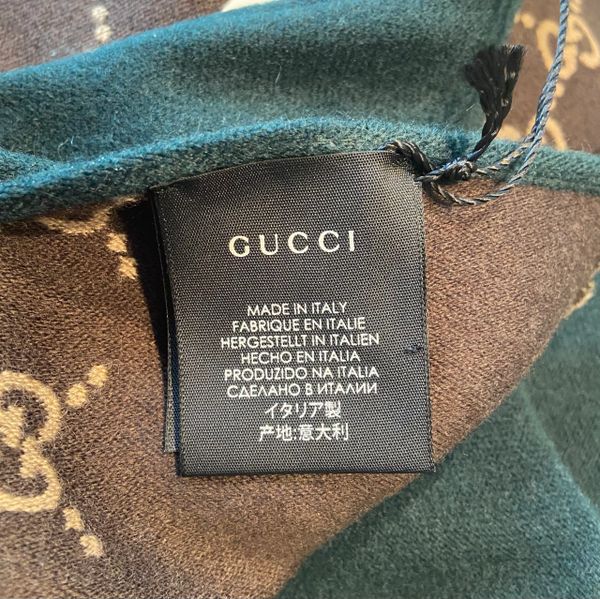 GUCCI
MADE IN ITALY
FABRIQUE EN ITALIE
HERGESTELLT IN ITALIEN
HECHO EN ITALIA
PRODUZIDO NA ITALIA
СДЕЛАНО В ИТАЛИИ
イタリア製
产地:意大利